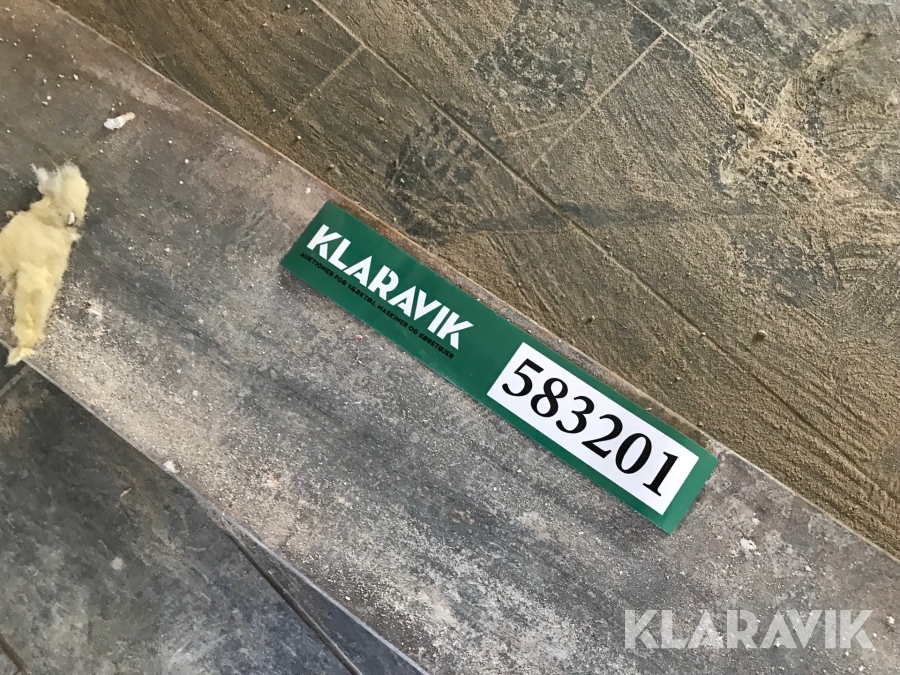 KLARAVIK
AUKTIONER FOR VÆRKTØJ, MASKINER OG KØRETØJER
583201
KLARAVIK